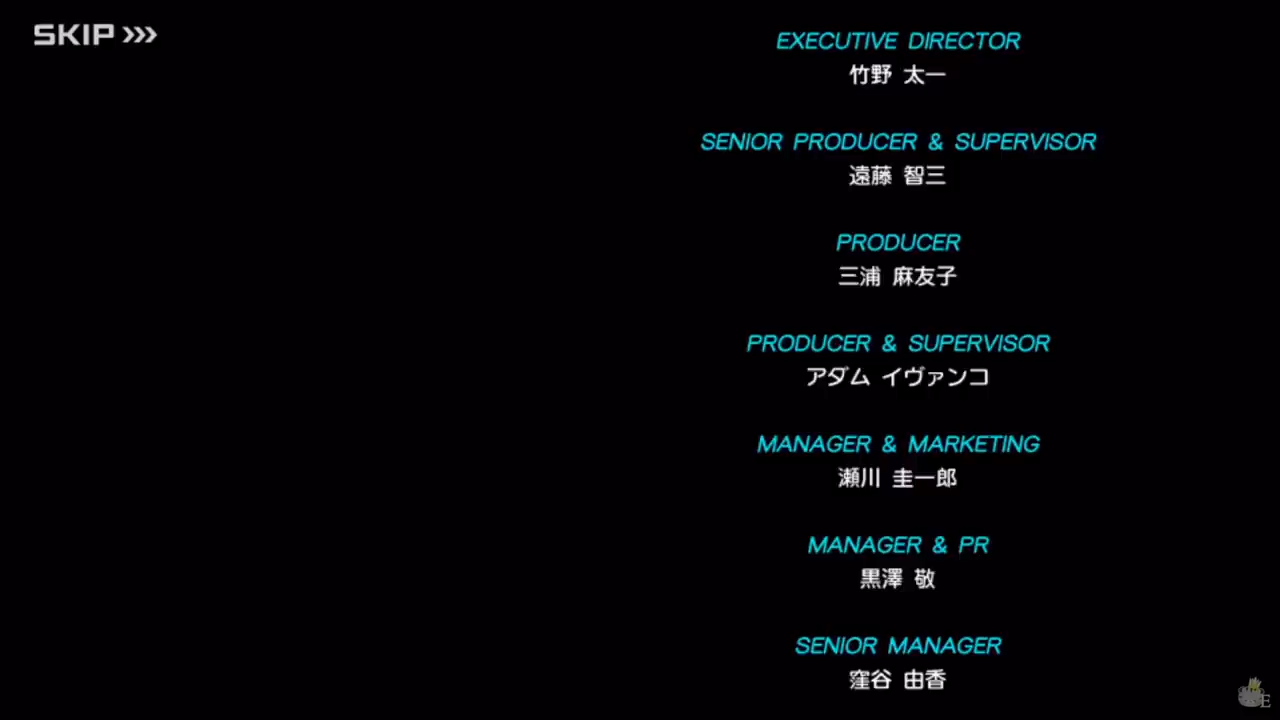 SKIP >>>
EXECUTIVE DIRECTOR
竹野 太一
SENIOR PRODUCER & SUPERVISOR
遠藤 智三
PRODUCER
三浦 麻友子
PRODUCER & SUPERVISOR
アダム イヴァンコ
MANAGER & MARKETING
瀬川 圭一郎
MANAGER & PR
黒澤 敬
SENIOR MANAGER
窪谷 由香
E